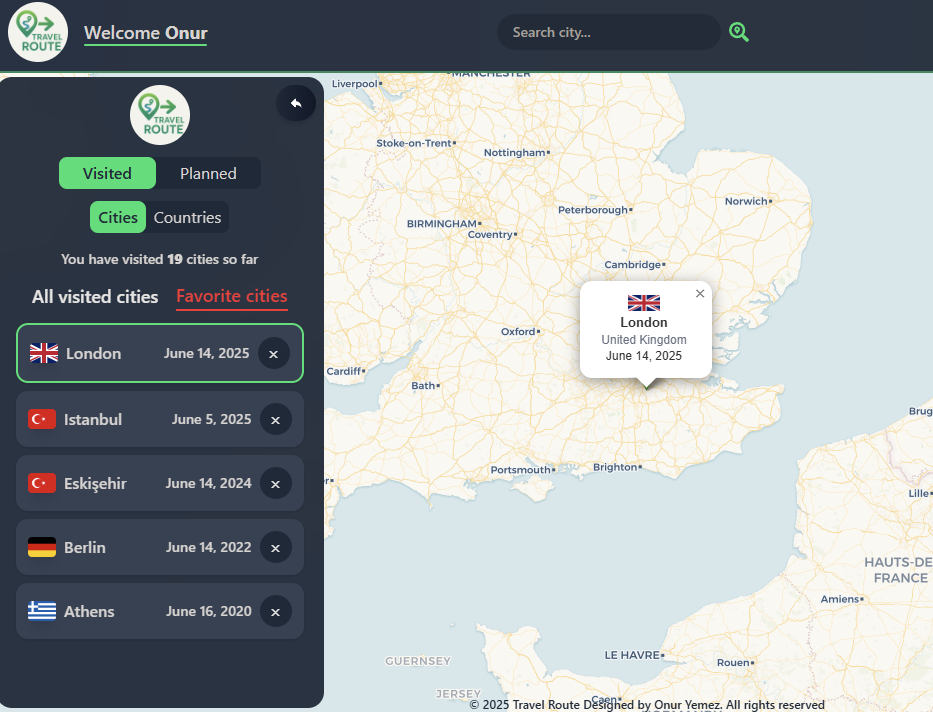 TRAVEL
ROUTE
Welcome Onur
Search city...
TRAVEL
ROUTE
Visited
Planned
Cities
Countries
You have visited 19 cities so far
All visited cities
Favorite cities
London
June 14, 2025
×
Istanbul
June 5, 2025
×
Eskişehir
June 14, 2024
×
Berlin
June 14, 2022
×
Athens
June 16, 2020
×
MANCHESTER
Liverpool
Stoke-on-Trent
Nottingham
Norwich
Peterborough
BIRMINGHAM
Coventry
Cambridge
×
London
United Kingdom
June 14, 2025
Oxford
Cardiff
Bath
Brug
Portsmouth
Brighton
Lille
HAUTS-DE
FRANCE
Amiens
LE HAVRE
GUERNSEY
Rouen
JERSEY
Caen
© 2025 Travel Route Designed by Onur Yemez. All rights reserved